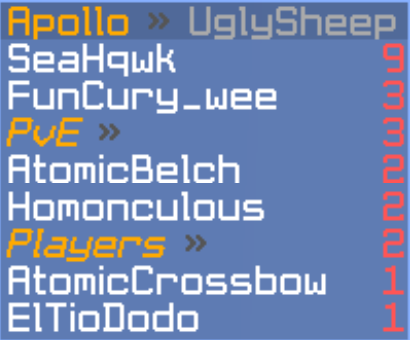 Apollo » UglySheep
SeaHqwk 9
FunCury_wee 3
PvE » 3
AtomicBelch 2
Homonculous 2
Players » 2
AtomicCrossbow 1
ElTioDodo 1